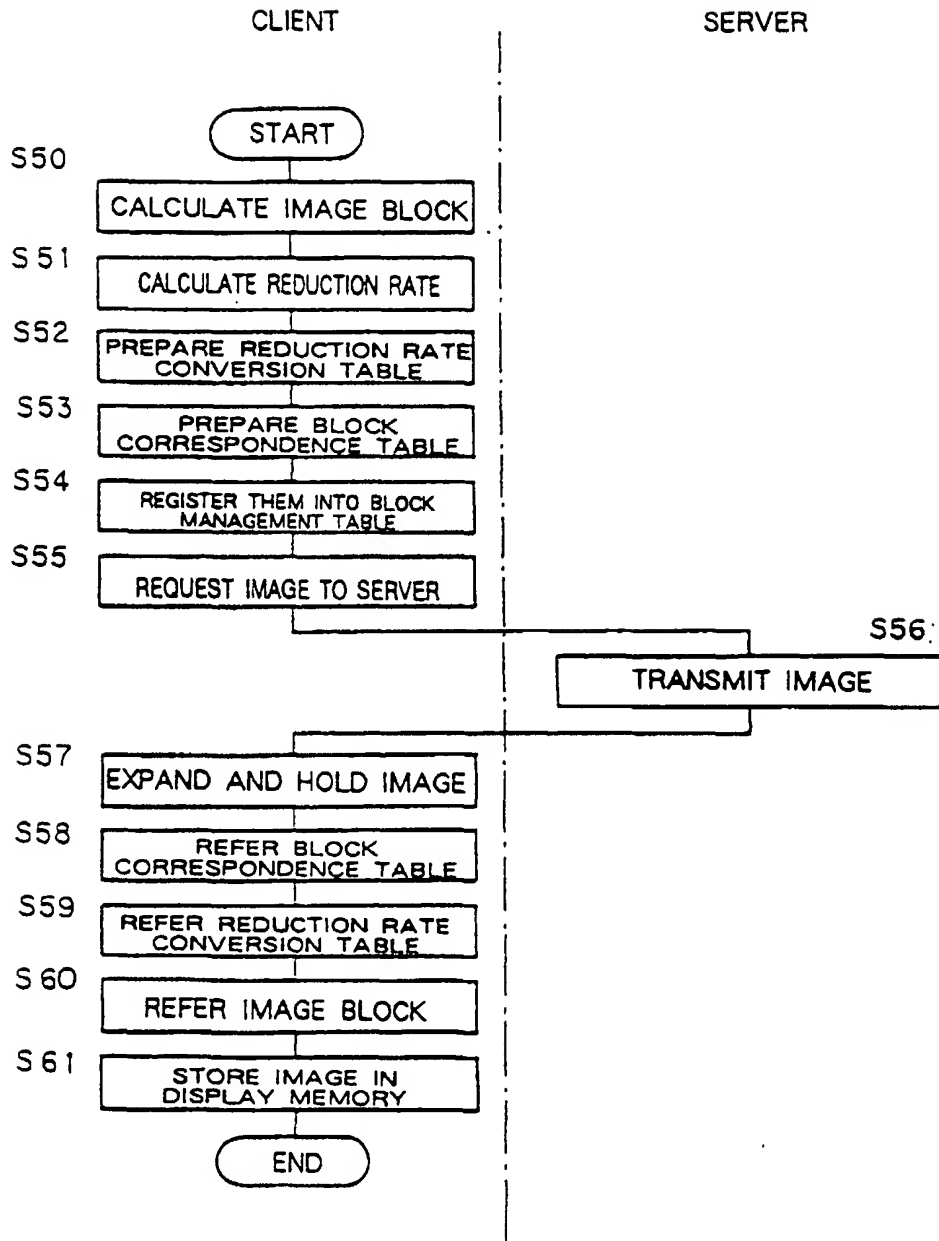 CLIENT
SERVER
START
S50
CALCULATE IMAGE BLOCK
S51
CALCULATE REDUCTION RATE
S52
PREPARE REDUCTION RATE
CONVERSION TABLE
S53
PREPARE BLOCK
CORRESPONDENCE TABLE
S54
REGISTER THEM INTO BLOCK
MANAGEMENT TABLE
S55
REQUEST IMAGE TO SERVER
S56
TRANSMIT IMAGE
S57
EXPAND AND HOLD IMAGE
S58
REFER BLOCK
CORRESPONDENCE TABLE
S59
REFER REDUCTION RATE
CONVERSION TABLE
S60
REFER IMAGE BLOCK
S61
STORE IMAGE IN
DISPLAY MEMORY
END